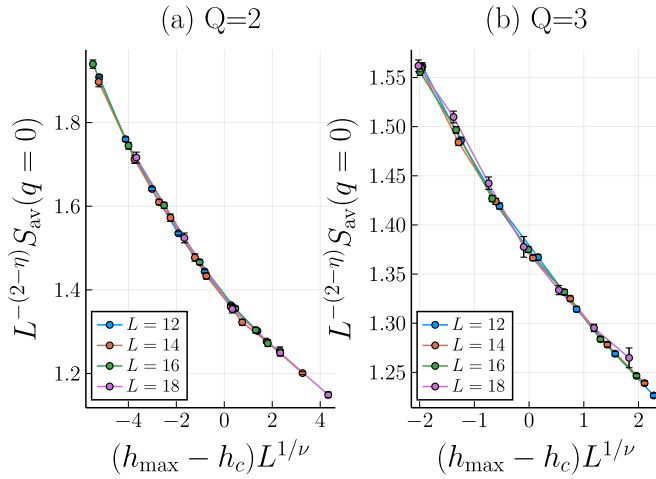 (a) Q=2
L^{-(2-η)}S_av(q = 0)
1.8
1.6
1.4
1.2
L = 12
L = 14
L = 16
L = 18
−4 −2 0 2 4
(h_max − h_c)L^{1/ν}
(b) Q=3
L^{-(2-η)}S_av(q = 0)
1.55
1.50
1.45
1.40
1.35
1.30
1.25
L = 12
L = 14
L = 16
L = 18
−2 −1 0 1 2
(h_max − h_c)L^{1/ν}